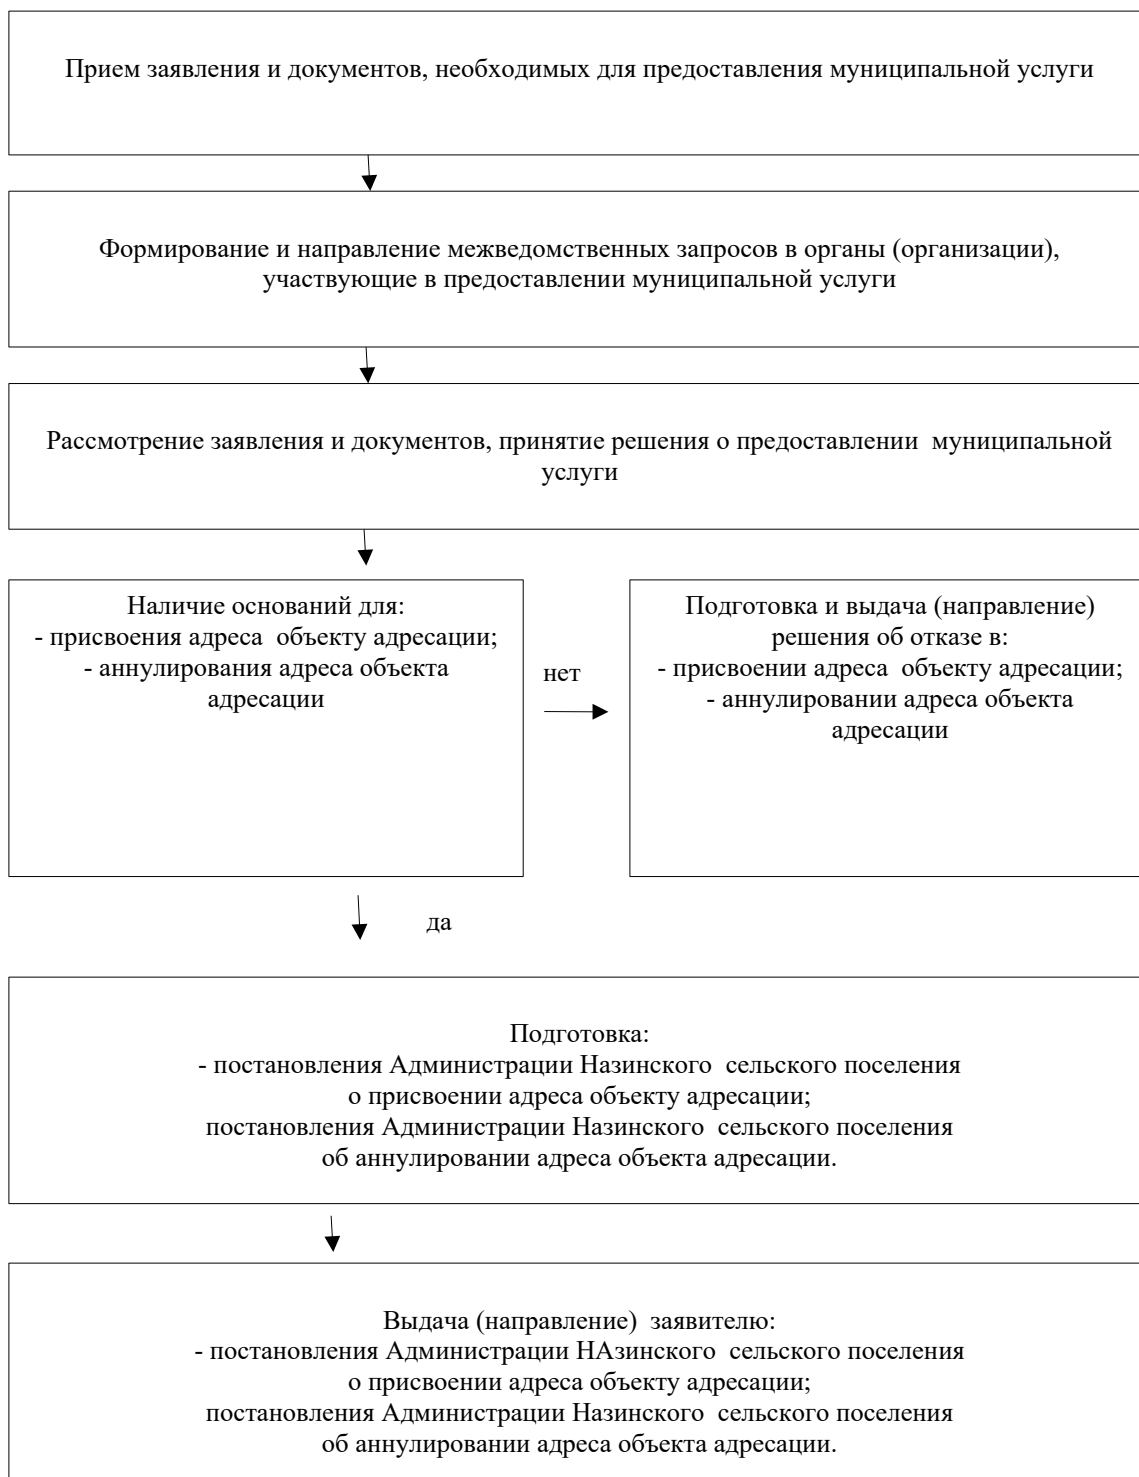 Прием заявления и документов, необходимых для предоставления муниципальной услуги
Формирование и направление межведомственных запросов в органы (организации),
участвующие в предоставлении муниципальной услуги
Рассмотрение заявления и документов, принятие решения о предоставлении  муниципальной
услуги
Наличие оснований для:
- присвоения адреса  объекту адресации;
- аннулирования адреса объекта
адресации
нет
Подготовка и выдача (направление)
решения об отказе в:
- присвоении адреса  объекту адресации;
- аннулировании адреса объекта
адресации
да
Подготовка:
- постановления Администрации Назинского  сельского поселения
о присвоении адреса объекту адресации;
постановления Администрации Назинского  сельского поселения
об аннулировании адреса объекта адресации.
Выдача (направление)  заявителю:
- постановления Администрации НАзинского  сельского поселения
о присвоении адреса объекту адресации;
постановления Администрации Назинского  сельского поселения
об аннулировании адреса объекта адресации.